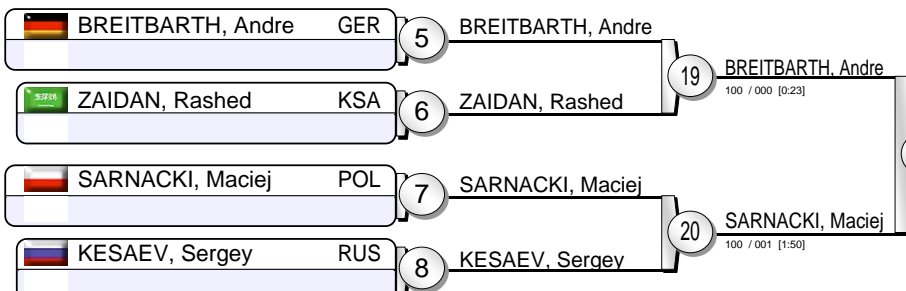 BREITBARTH, Andre GER
5
BREITBARTH, Andre
19
BREITBARTH, Andre
100 / 000 [0:23]
ZAIDAN, Rashed KSA
6
ZAIDAN, Rashed
SARNACKI, Maciej POL
7
SARNACKI, Maciej
20
SARNACKI, Maciej
100 / 001 [1:50]
KESAEV, Sergey RUS
8
KESAEV, Sergey